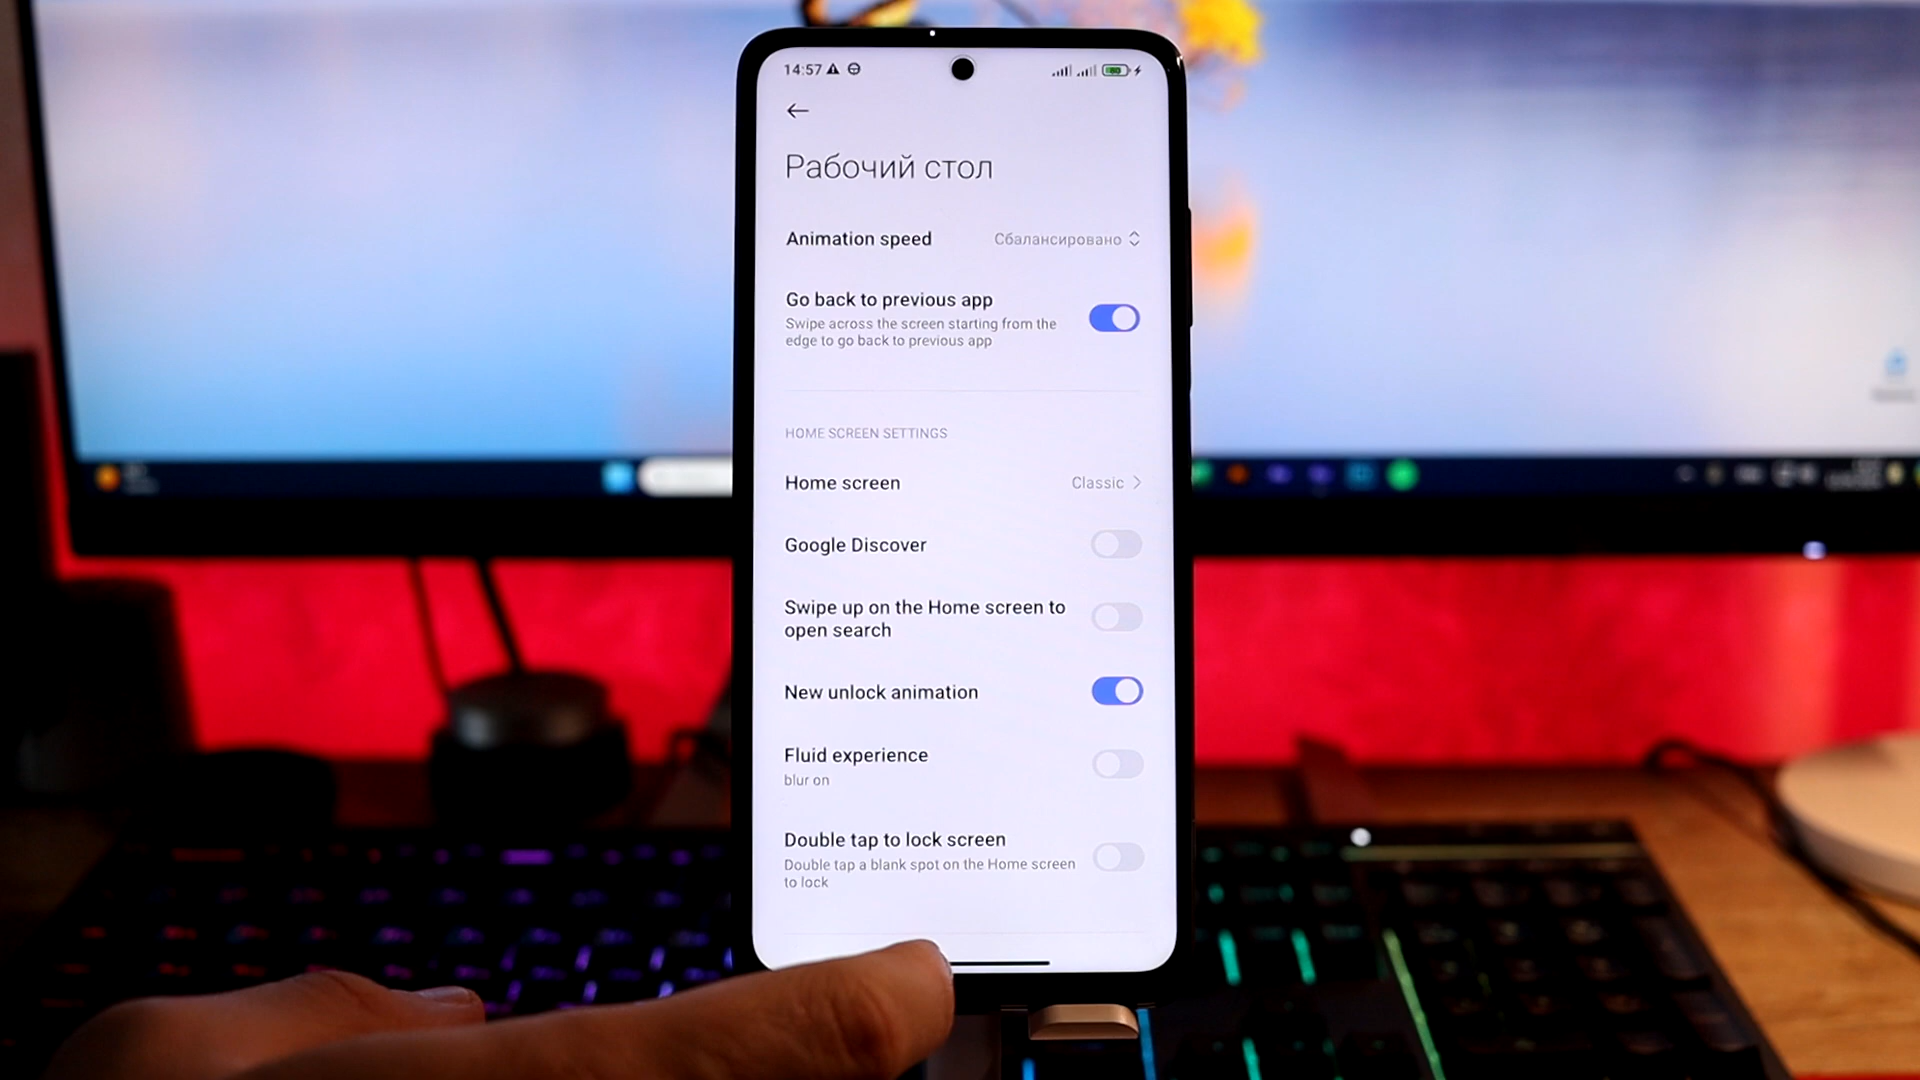 14:57
60
Рабочий стол
Animation speed Сбалансировано
Go back to previous app
Swipe across the screen starting from the
edge to go back to previous app
HOME SCREEN SETTINGS
Home screen Classic
Google Discover
Swipe up on the Home screen to
open search
New unlock animation
Fluid experience
blur on
Double tap to lock screen
Double tap a blank spot on the Home screen
to lock